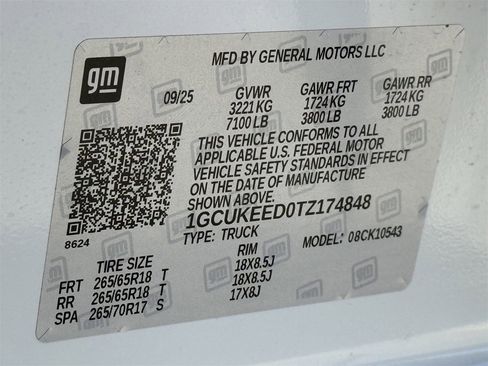 MFD BY GENERAL MOTORS LLC
gm
09/25 GVWR GAWR FRT GAWR RR
3221 KG 1724 KG 1724 KG
7100 LB 3800 LB 3800 LB
THIS VEHICLE CONFORMS TO ALL
APPLICABLE U.S. FEDERAL MOTOR
VEHICLE SAFETY STANDARDS IN EFFECT
ON THE DATE OF MANUFACTURE
SHOWN ABOVE.
1GCUKEED0TZ174848
8624 TYPE: TRUCK MODEL: 08CK10543
TIRE SIZE RIM
FRT 265/65R18 T 18X8.5J
RR 265/65R18 T 18X8.5J
SPA 265/70R17 S 17X8J